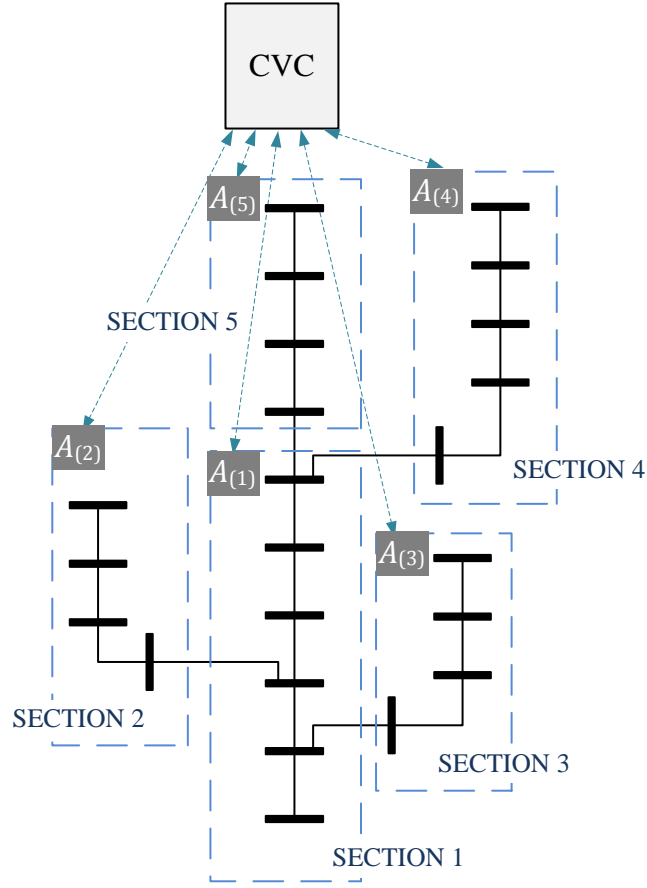 CVC
A(5)
A(4)
SECTION 5
A(2)
A(1)
SECTION 4
A(3)
SECTION 2
SECTION 3
SECTION 1